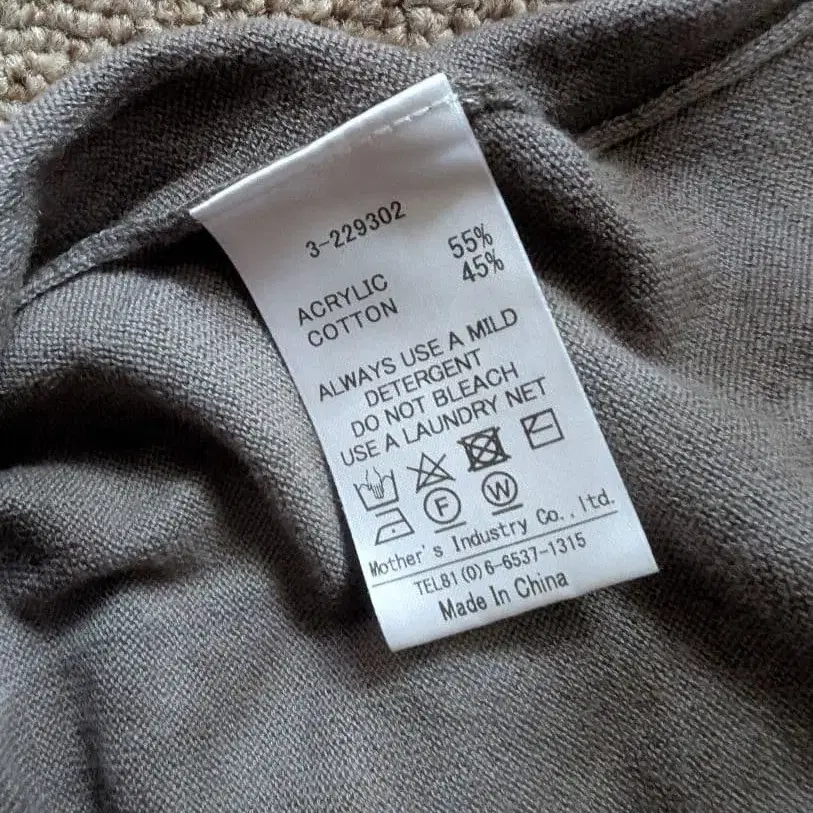 3-229302
ACRYLIC 55%
COTTON 45%
ALWAYS USE A MILD
DETERGENT
DO NOT BLEACH
USE A LAUNDRY NET
F W
Mother's Industry Co.,ltd.
TEL81(0)6-6537-1315
Made In China